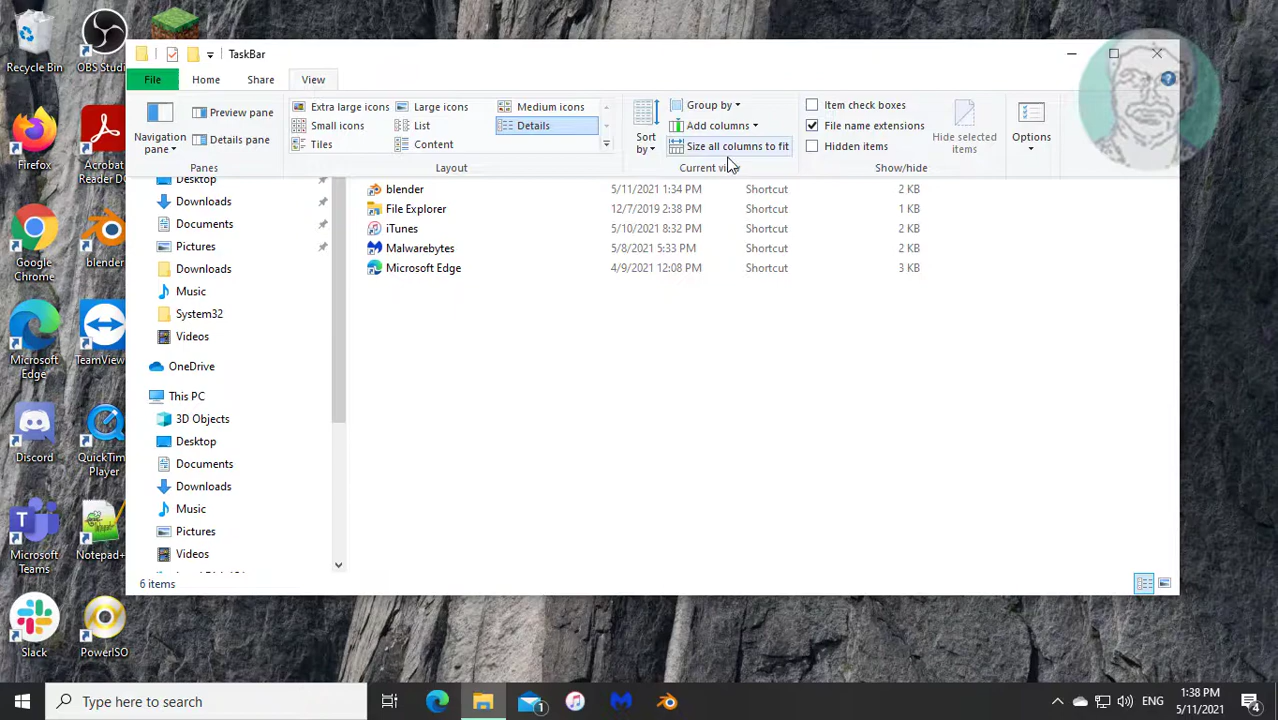 Recycle Bin
OBS Studio
TaskBar
File
Home
Share
View
Navigation pane
Preview pane
Details pane
Panes
Extra large icons
Large icons
Medium icons
Small icons
List
Details
Tiles
Content
Layout
Sort by
Group by
Add columns
Size all columns to fit
Item check boxes
File name extensions
Hidden items
Show/hide
Hide selected items
Options
Desktop
Downloads
Documents
Pictures
Downloads
Music
System32
Videos
OneDrive
This PC
3D Objects
Desktop
Documents
Downloads
Music
Pictures
Videos
blender 5/11/2021 1:34 PM Shortcut 2 KB
File Explorer 12/7/2019 2:38 PM Shortcut 1 KB
iTunes 5/10/2021 8:32 PM Shortcut 2 KB
Malwarebytes 5/8/2021 5:33 PM Shortcut 2 KB
Microsoft Edge 4/9/2021 12:08 PM Shortcut 3 KB
6 items
Firefox
Acrobat
Reader
Google Chrome
blender
Microsoft Edge
TeamView
Discord
QuickTim
Player
Microsoft Teams
Notepad+
Slack
PowerISO
Type here to search
1
ENG
1:38 PM
5/11/2021
4